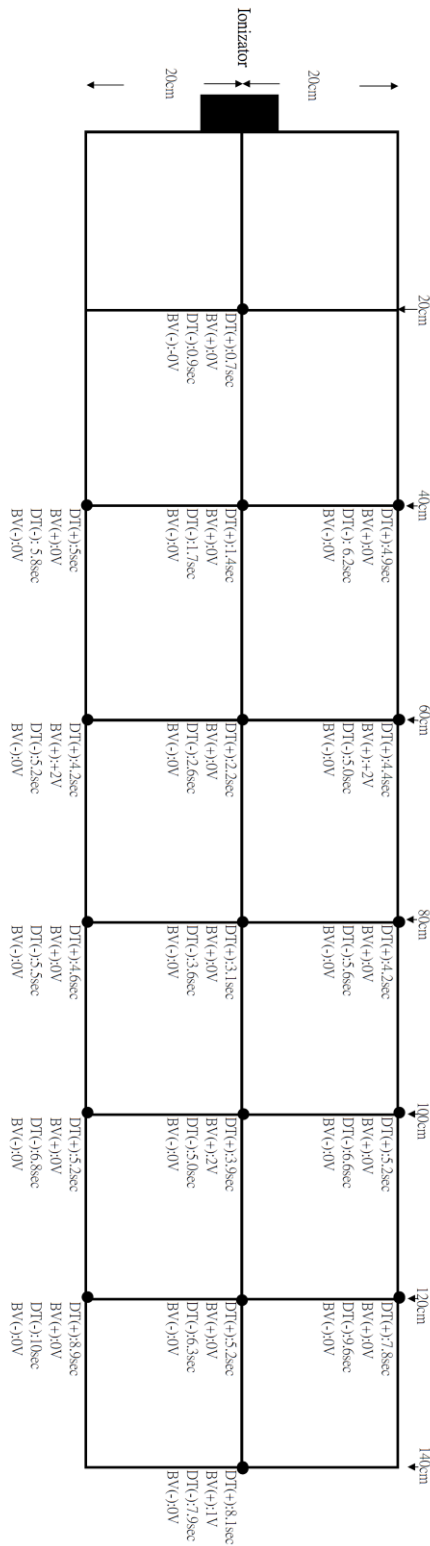 20cm
40cm
60cm
80cm
100cm
120cm
140cm
20cm
Ionizator
20cm
DT(+):4.9sec
BV(+):0V
DT(-): 6.2sec
BV(-):0V
DT(+):4.4sec
BV(+):+2V
DT(-):5.0sec
BV(-):0V
DT(+):4.2sec
BV(+):+0V
DT(-):5.6sec
BV(-):0V
DT(+):5.2sec
BV(+):+0V
DT(-):6.6sec
BV(-):0V
DT(+):7.8sec
BV(+):+0V
DT(-):9.6sec
BV(-):0V
DT(+):0.7sec
BV(+):+0V
DT(-):0.9sec
BV(-):-0V
DT(+):1.4sec
BV(+):+0V
DT(-):1.7sec
BV(-):0V
DT(+):2.2sec
BV(+):0V
DT(-):2.6sec
BV(-):0V
DT(+):3.1sec
BV(+):+0V
DT(-):3.6sec
BV(-):0V
DT(+):3.9sec
BV(+):2V
DT(-):5.0sec
BV(-):0V
DT(+):5.2sec
BV(+):+0V
DT(-):6.3sec
BV(-):0V
DT(+):8.1sec
BV(+):1V
DT(-):7.9sec
BV(-):0V
DT(+):5sec
BV(+):0V
DT(-): 5.8sec
BV(-):0V
DT(+):4.2sec
BV(+):+2V
DT(-):5.2sec
BV(-):0V
DT(+):4.6sec
BV(+):+0V
DT(-):5.5sec
BV(-):0V
DT(+):5.2sec
BV(+):+0V
DT(-):6.8sec
BV(-):0V
DT(+):8.9sec
BV(+):+0V
DT(-):10sec
BV(-):0V